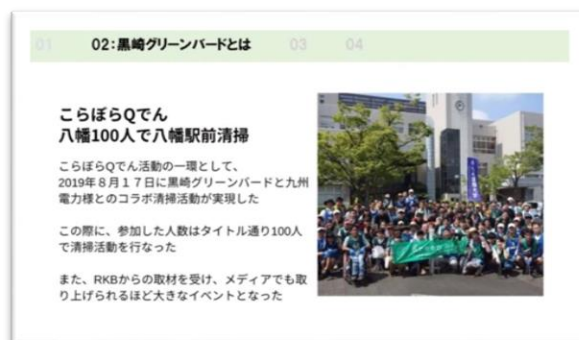 01
02:黒崎グリーンバードとは
03
04
こらぼらQでん
八幡100人で八幡駅前清掃
こらぼらQでん活動の一環として、
2019年８月１７日に黒崎グリーンバードと九州
電力様とのコラボ清掃活動が実現した
この際に、参加した人数はタイトル通り100人
で清掃活動を行なった
また、RKBからの取材を受け、メディアでも取
り上げられるほど大きなイベントとなった